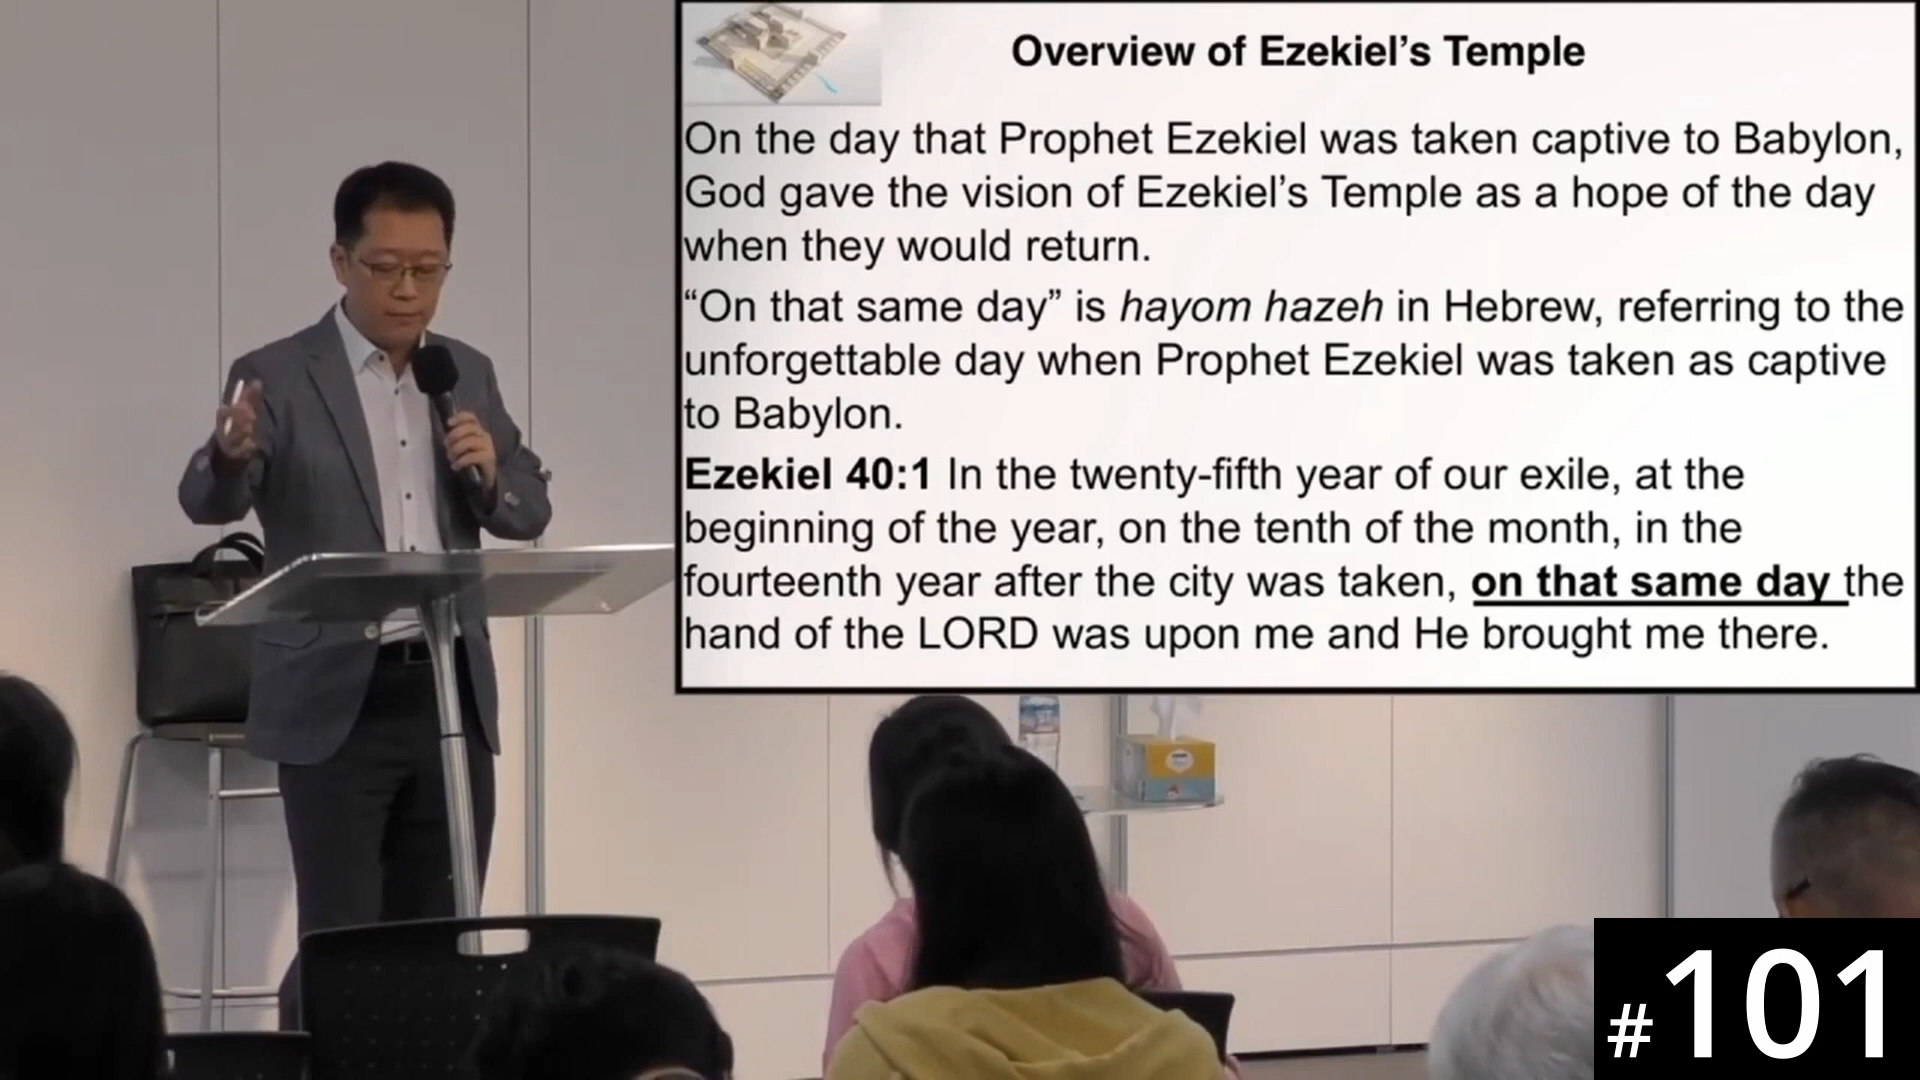 Overview of Ezekiel’s Temple
On the day that Prophet Ezekiel was taken captive to Babylon,
God gave the vision of Ezekiel’s Temple as a hope of the day
when they would return.
“On that same day” is hayom hazeh in Hebrew, referring to the
unforgettable day when Prophet Ezekiel was taken as captive
to Babylon.
Ezekiel 40:1 In the twenty-fifth year of our exile, at the
beginning of the year, on the tenth of the month, in the
fourteenth year after the city was taken, on that same day the
hand of the LORD was upon me and He brought me there.
#101